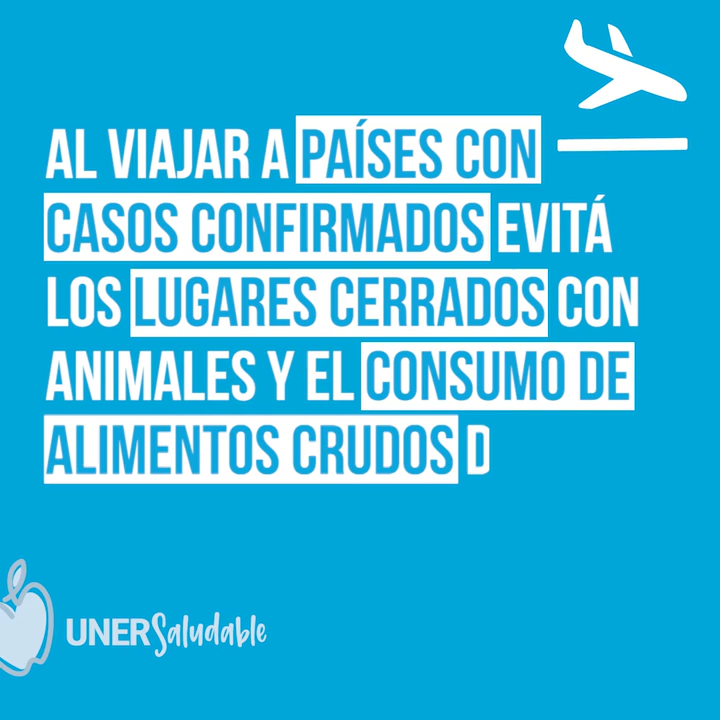 AL VIAJAR A PAÍSES CON
CASOS CONFIRMADOS EVITÁ
LOS LUGARES CERRADOS CON
ANIMALES Y EL CONSUMO DE
ALIMENTOS CRUDOS D
UNERSaludable